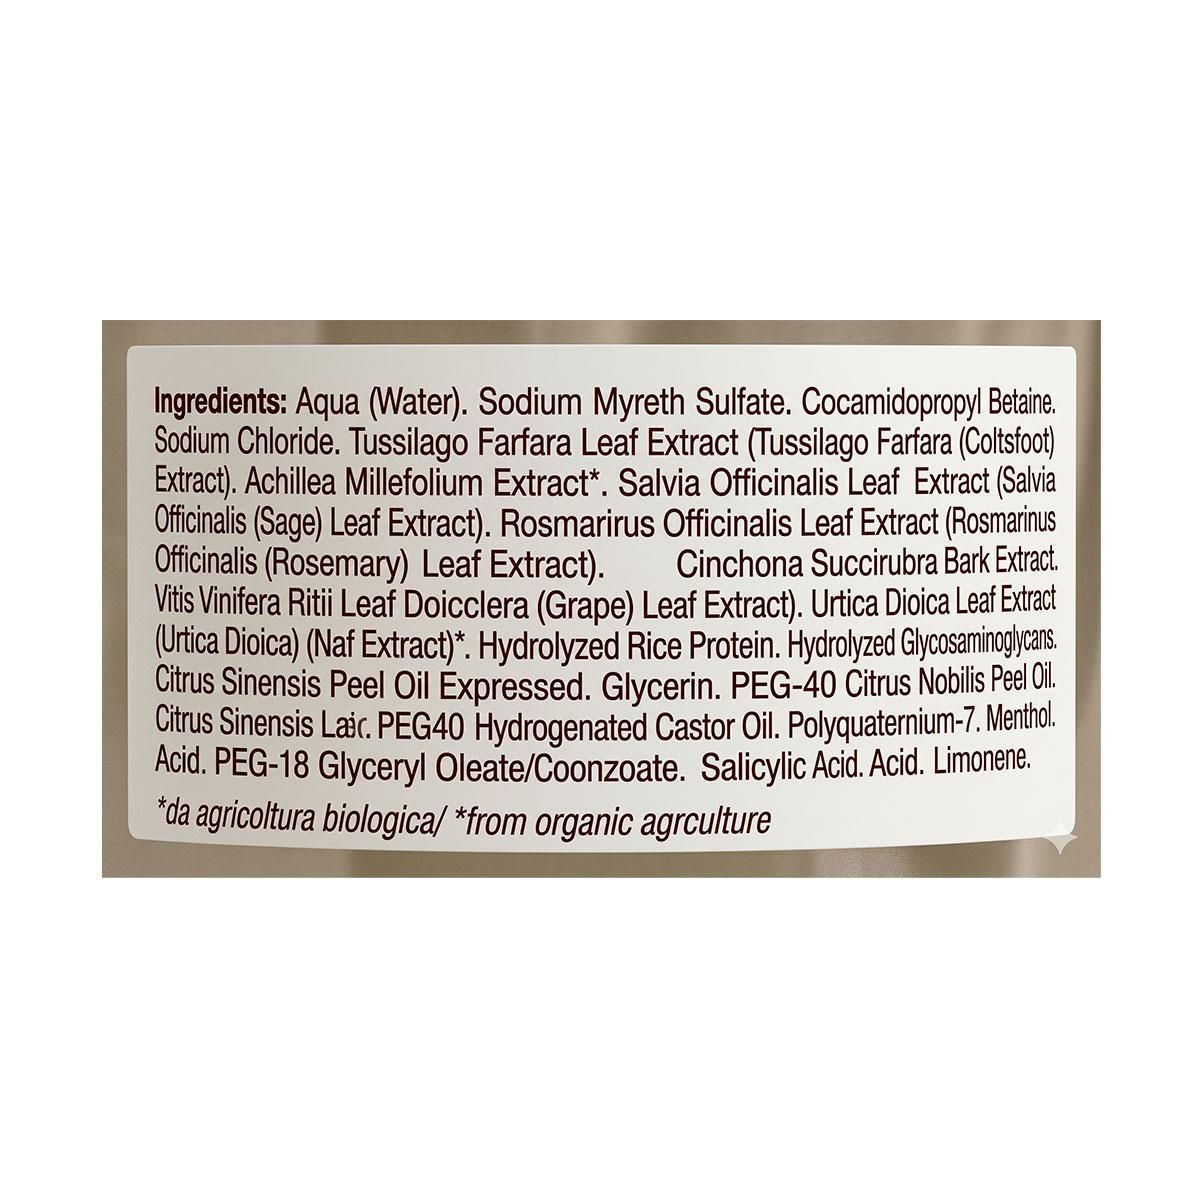 Ingredients: Aqua (Water). Sodium Myreth Sulfate. Cocamidopropyl Betaine.
Sodium Chloride. Tussilago Farfara Leaf Extract (Tussilago Farfara (Coltsfoot)
Extract). Achillea Millefolium Extract*. Salvia Officinalis Leaf Extract (Salvia
Officinalis (Sage) Leaf Extract). Rosmarirus Officinalis Leaf Extract (Rosmarinus
Officinalis (Rosemary) Leaf Extract). Cinchona Succirubra Bark Extract.
Vitis Vinifera Ritii Leaf Doicclera (Grape) Leaf Extract). Urtica Dioica Leaf Extract
(Urtica Dioica) (Naf Extract)*. Hydrolyzed Rice Protein. Hydrolyzed Glycosaminoglycans.
Citrus Sinensis Peel Oil Expressed. Glycerin. PEG-40 Citrus Nobilis Peel Oil.
Citrus Sinensis PEG40 Hydrogenated Castor Oil. Polyquaternium-7. Menthol.
Acid. PEG-18 Glyceryl Oleate/Coonzoate. Salicylic Acid. Acid. Limonene.
*da agricoltura biologica/ *from organic agrculture